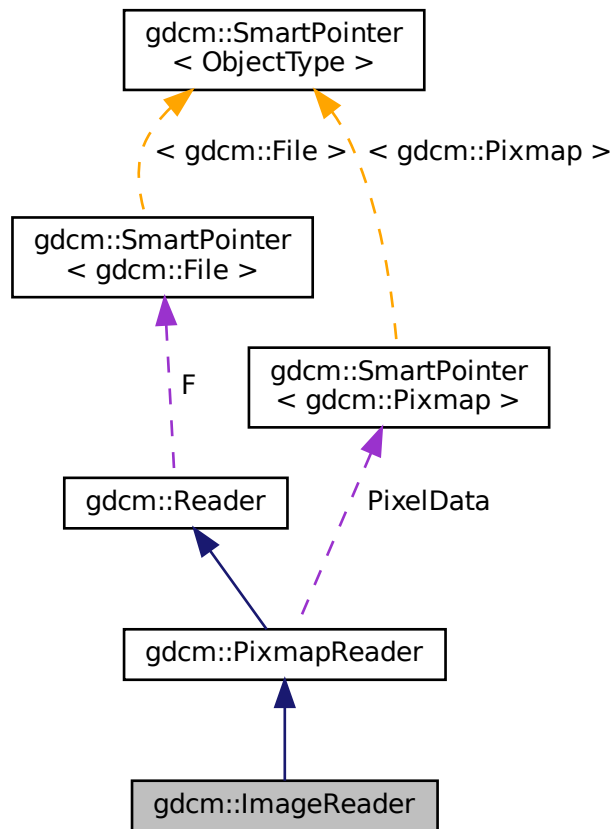 gdcm::SmartPointer
< ObjectType >
< gdcm::File >
< gdcm::Pixmap >
gdcm::SmartPointer
< gdcm::File >
gdcm::SmartPointer
< gdcm::Pixmap >
F
gdcm::Reader
PixelData
gdcm::PixmapReader
gdcm::ImageReader